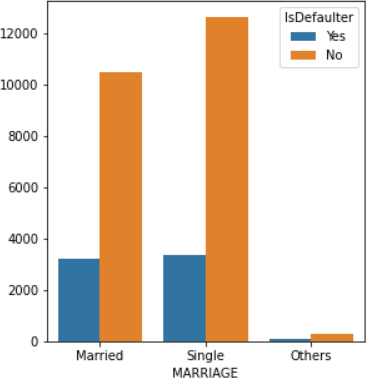 IsDefaulter
Yes
No
12000
10000
8000
6000
4000
2000
0
Married Single Others
MARRIAGE